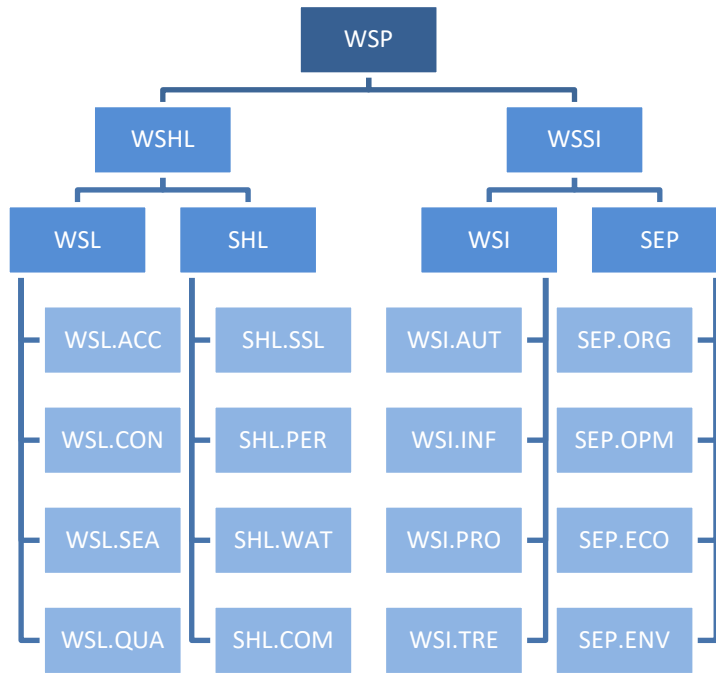 WSP
WSHL
WSSI
WSL
SHL
WSI
SEP
WSL.ACC
SHL.SSL
WSI.AUT
SEP.ORG
WSL.CON
SHL.PER
WSI.INF
SEP.OPM
WSL.SEA
SHL.WAT
WSI.PRO
SEP.ECO
WSL.QUA
SHL.COM
WSI.TRE
SEP.ENV